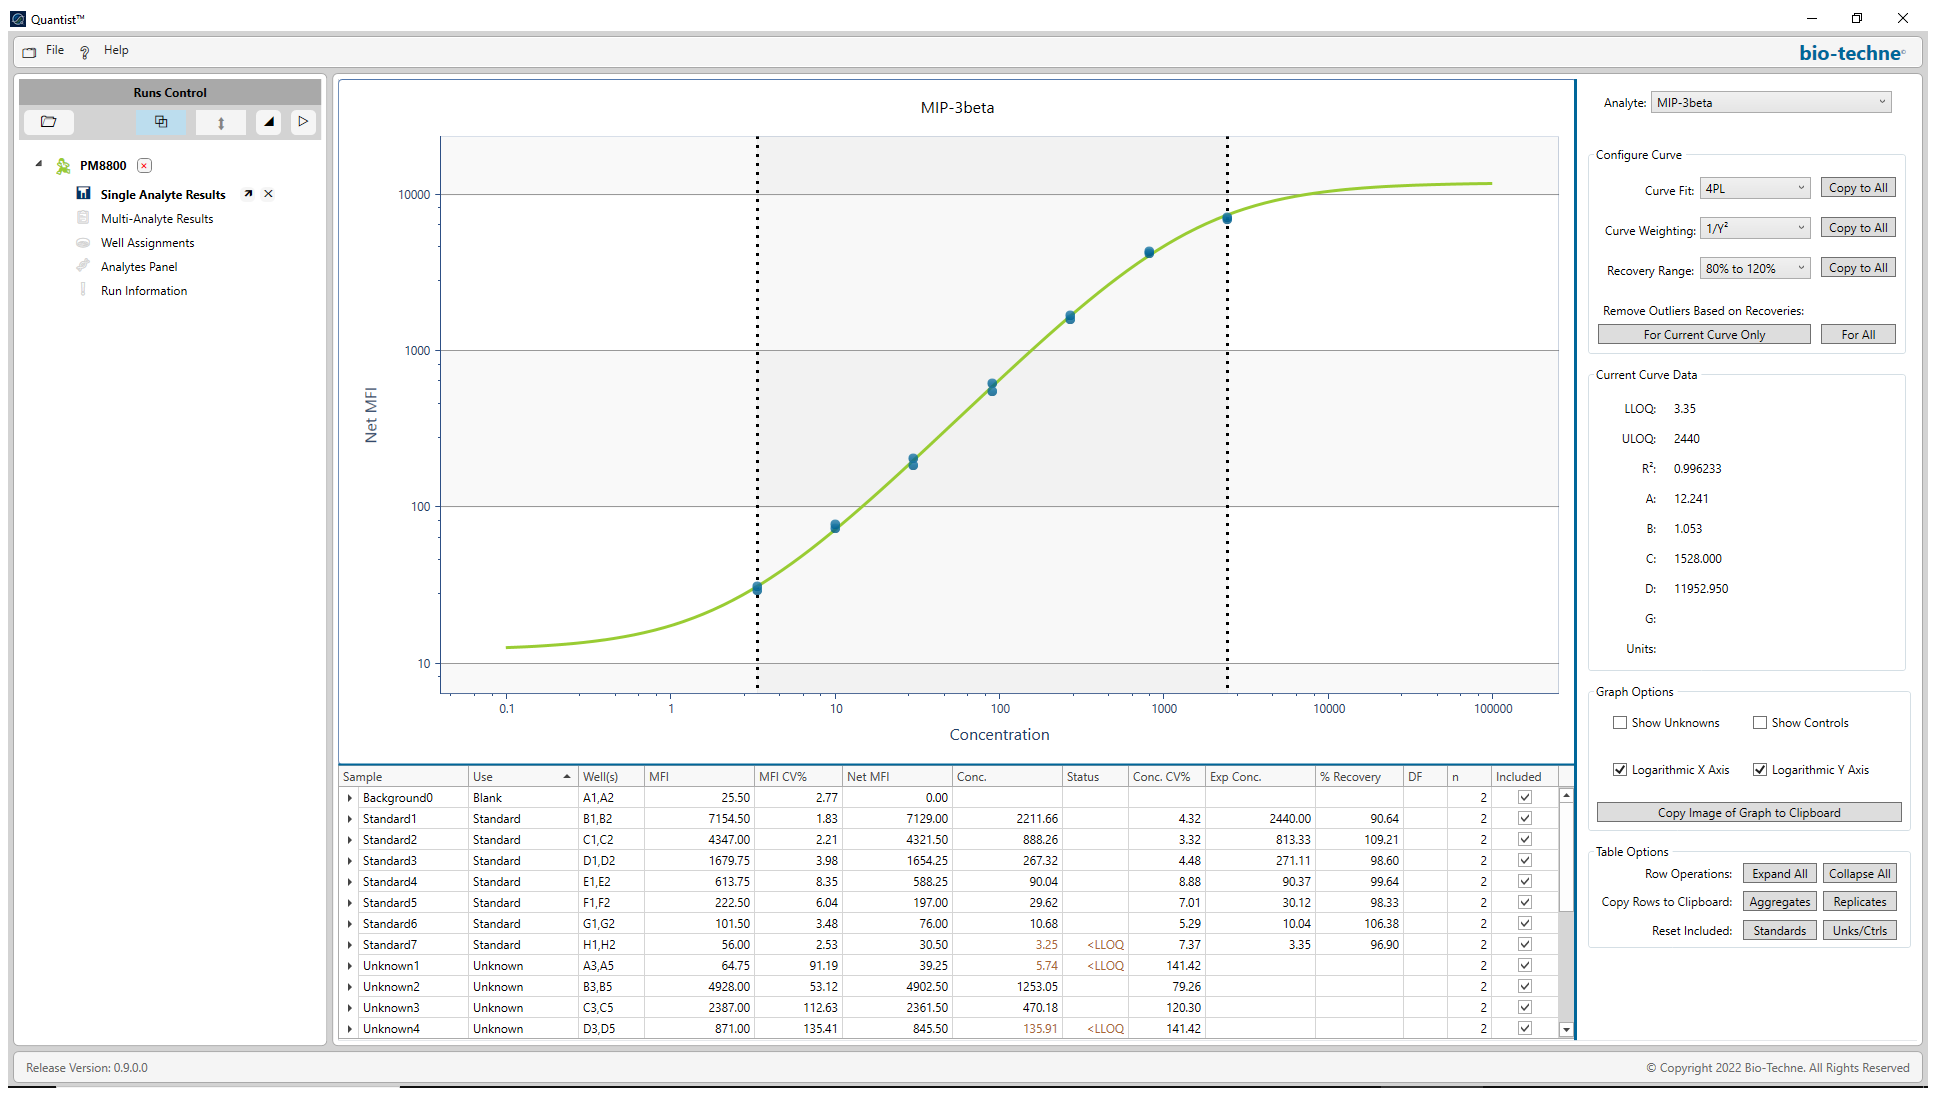 Quantist™
File
Help
bio-techne
Runs Control
PM8800
Single Analyte Results
Multi-Analyte Results
Well Assignments
Analytes Panel
Run Information
MIP-3beta
Net MFI
10000
1000
100
10
0.1 1 10 100 1000 10000 100000
Concentration
Sample Use Well(s) MFI MFI CV% Net MFI Conc. Status Conc. CV% Exp Conc. % Recovery DF n Included
Background0 Blank A1,A2 25.50 2.77 0.00 2
Standard1 Standard B1,B2 7154.50 1.83 7129.00 2211.66 4.32 2440.00 90.64 2
Standard2 Standard C1,C2 4347.00 2.21 4321.50 888.26 3.32 813.33 109.21 2
Standard3 Standard D1,D2 1679.75 3.98 1654.25 267.32 4.48 271.11 98.60 2
Standard4 Standard E1,E2 613.75 8.35 588.25 90.04 8.88 90.37 99.64 2
Standard5 Standard F1,F2 222.50 6.04 197.00 29.62 7.01 30.12 98.33 2
Standard6 Standard G1,G2 101.50 3.48 76.00 10.68 5.29 10.04 106.38 2
Standard7 Standard H1,H2 56.00 2.53 30.50 3.25 <LLOQ 7.37 3.35 96.90 2
Unknown1 Unknown A3,A5 64.75 91.19 39.25 5.74 <LLOQ 141.42 2
Unknown2 Unknown B3,B5 4928.00 53.12 4902.50 1253.05 79.26 2
Unknown3 Unknown C3,C5 2387.00 112.63 2361.50 470.18 120.30 2
Unknown4 Unknown D3,D5 871.00 135.41 845.50 135.91 <LLOQ 141.42 2
Analyte: MIP-3beta
Configure Curve
Curve Fit: 4PL Copy to All
Curve Weighting: 1/Y² Copy to All
Recovery Range: 80% to 120% Copy to All
Remove Outliers Based on Recoveries:
For Current Curve Only For All
Current Curve Data
LLOQ: 3.35
ULOQ: 2440
R²: 0.996233
A: 12.241
B: 1.053
C: 1528.000
D: 11952.950
G:
Units:
Graph Options
Show Unknowns Show Controls
Logarithmic X Axis Logarithmic Y Axis
Copy Image of Graph to Clipboard
Table Options
Row Operations: Expand All Collapse All
Copy Rows to Clipboard: Aggregates Replicates
Reset Included: Standards Unks/Ctrls
Release Version: 0.9.0.0
© Copyright 2022 Bio-Techne. All Rights Reserved